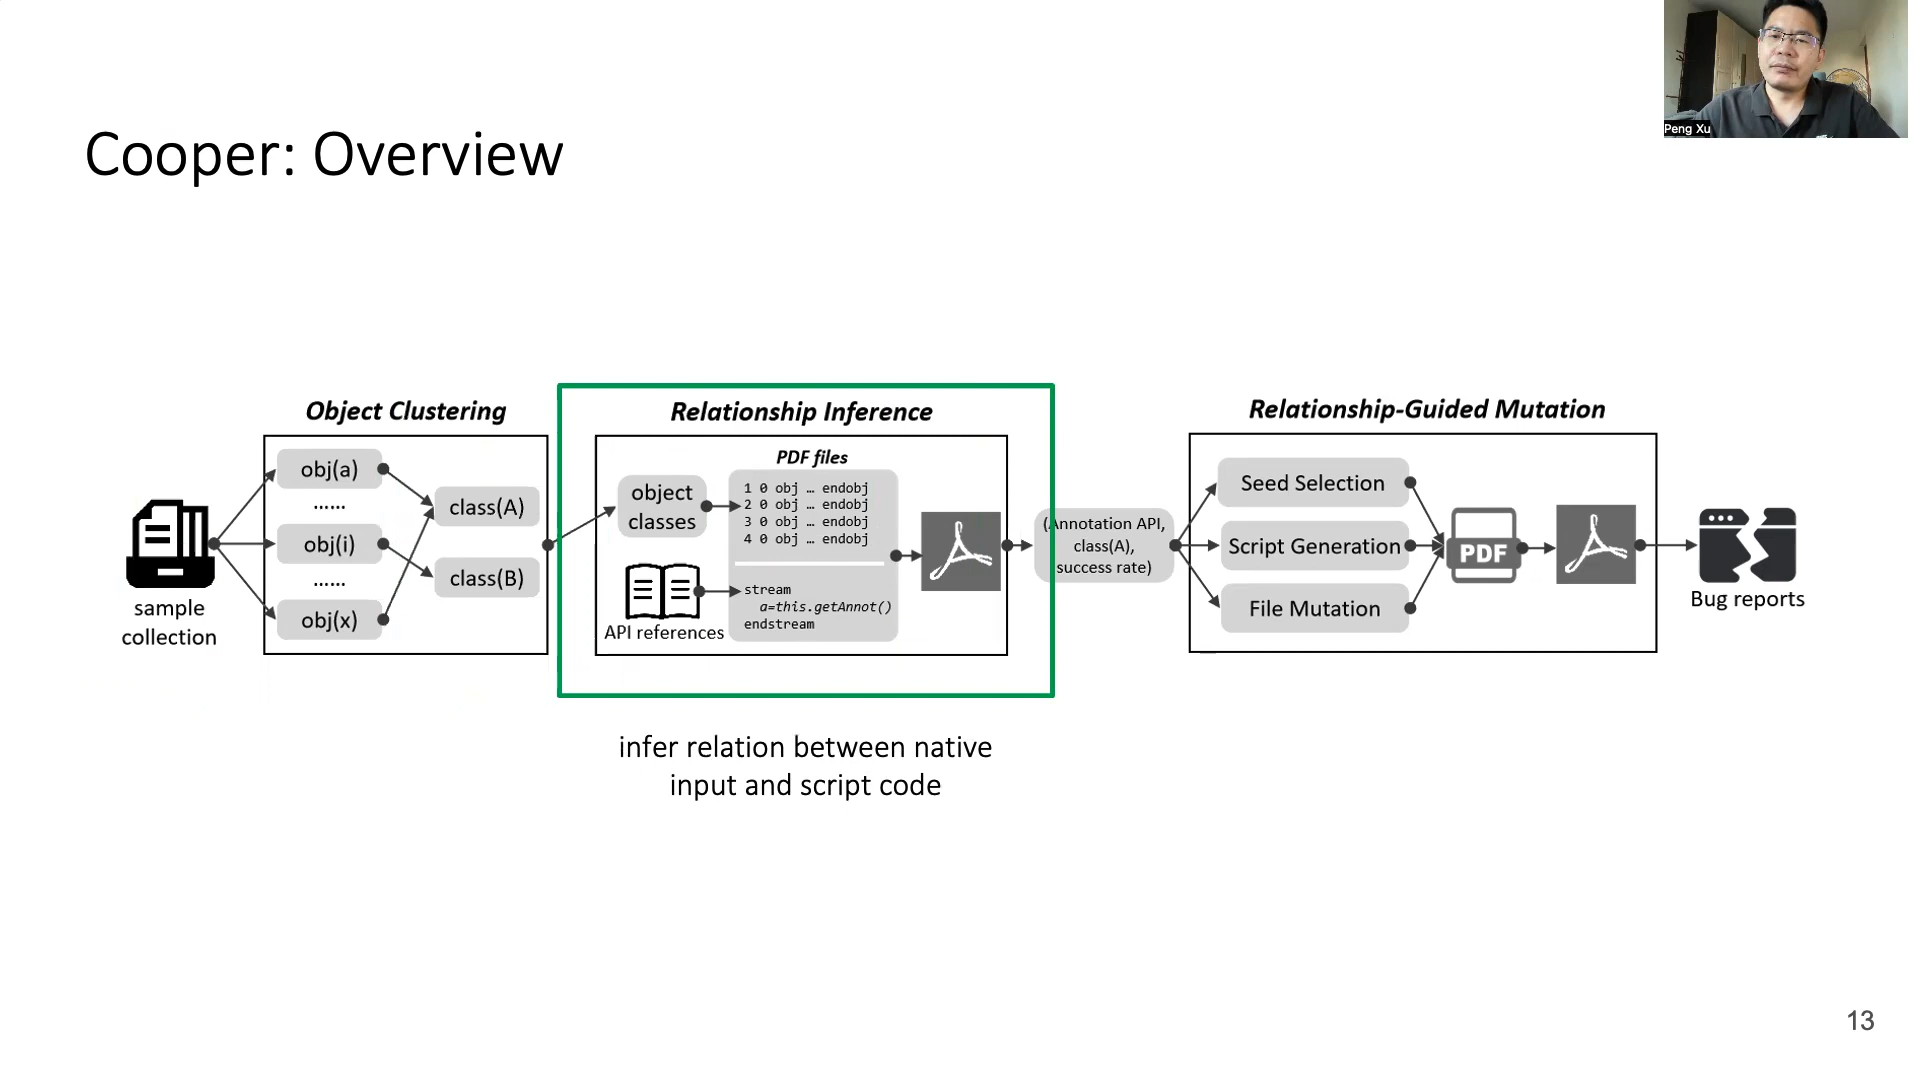 Peng Xu
Cooper: Overview
Object Clustering
obj(a)
......
obj(i)
......
obj(x)
class(A)
class(B)
sample
collection
Relationship Inference
PDF files
object
classes
1 0 obj … endobj
2 0 obj … endobj
3 0 obj … endobj
4 0 obj … endobj
stream
a=this.getAnnot()
endstream
API references
(Annotation API,
class(A),
success rate)
Relationship-Guided Mutation
Seed Selection
Script Generation
File Mutation
PDF
Bug reports
infer relation between native
input and script code
13